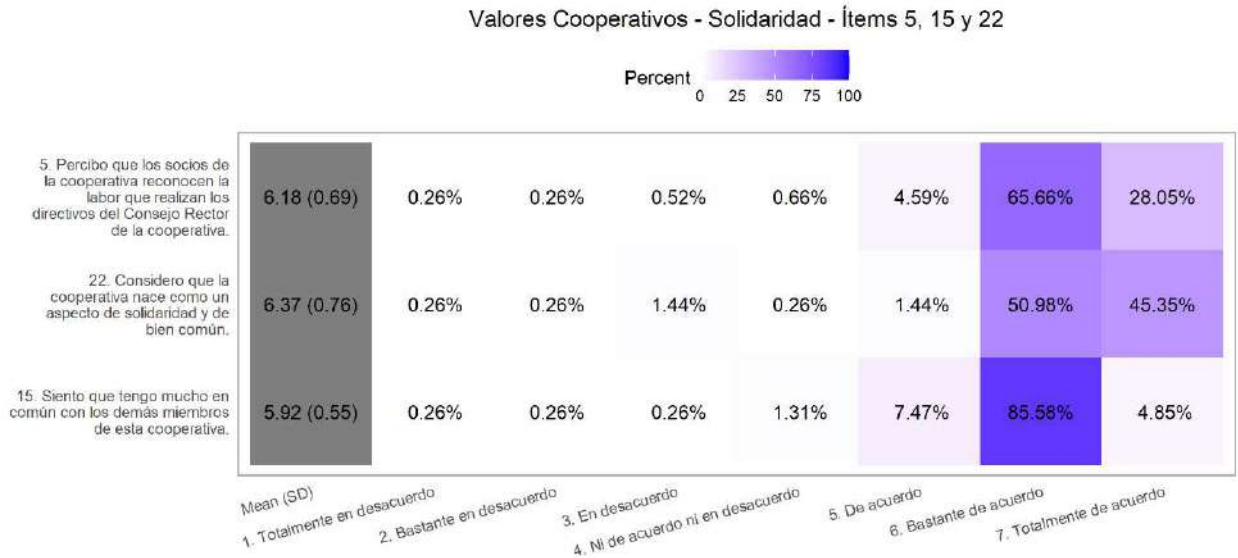 Valores Cooperativos - Solidaridad - Ítems 5, 15 y 22
Percent
0 25 50 75 100
5. Percibo que los socios de
la cooperativa reconocen la
labor que realizan los
directivos del Consejo Rector
de la cooperativa.
6.18 (0.69) 0.26% 0.26% 0.52% 0.66% 4.59% 65.66% 28.05%
22. Considero que la
cooperativa nace como un
aspecto de solidaridad y de
bien común.
6.37 (0.76) 0.26% 0.26% 1.44% 0.26% 1.44% 50.98% 45.35%
15. Siento que tengo mucho en
común con los demás miembros
de esta cooperativa.
5.92 (0.55) 0.26% 0.26% 0.26% 1.31% 7.47% 85.58% 4.85%
Mean (SD)
1. Totalmente en desacuerdo
2. Bastante en desacuerdo
3. En desacuerdo
4. Ni de acuerdo ni en desacuerdo
5. De acuerdo
6. Bastante de acuerdo
7. Totalmente de acuerdo